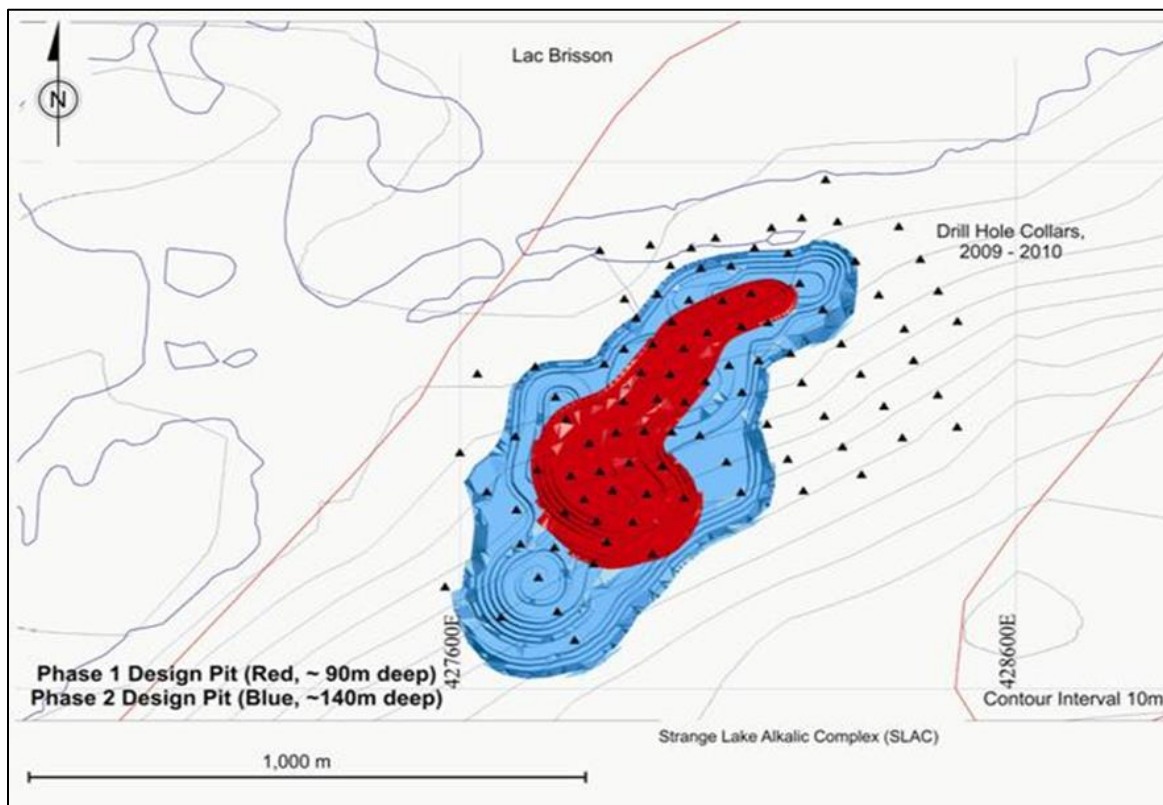 Lac Brisson
N
Drill Hole Collars,
2009 - 2010
427600E
428600E
Phase 1 Design Pit (Red, ~ 90m deep)
Phase 2 Design Pit (Blue, ~140m deep)
Contour Interval 10m
Strange Lake Alkalic Complex (SLAC)
1,000 m